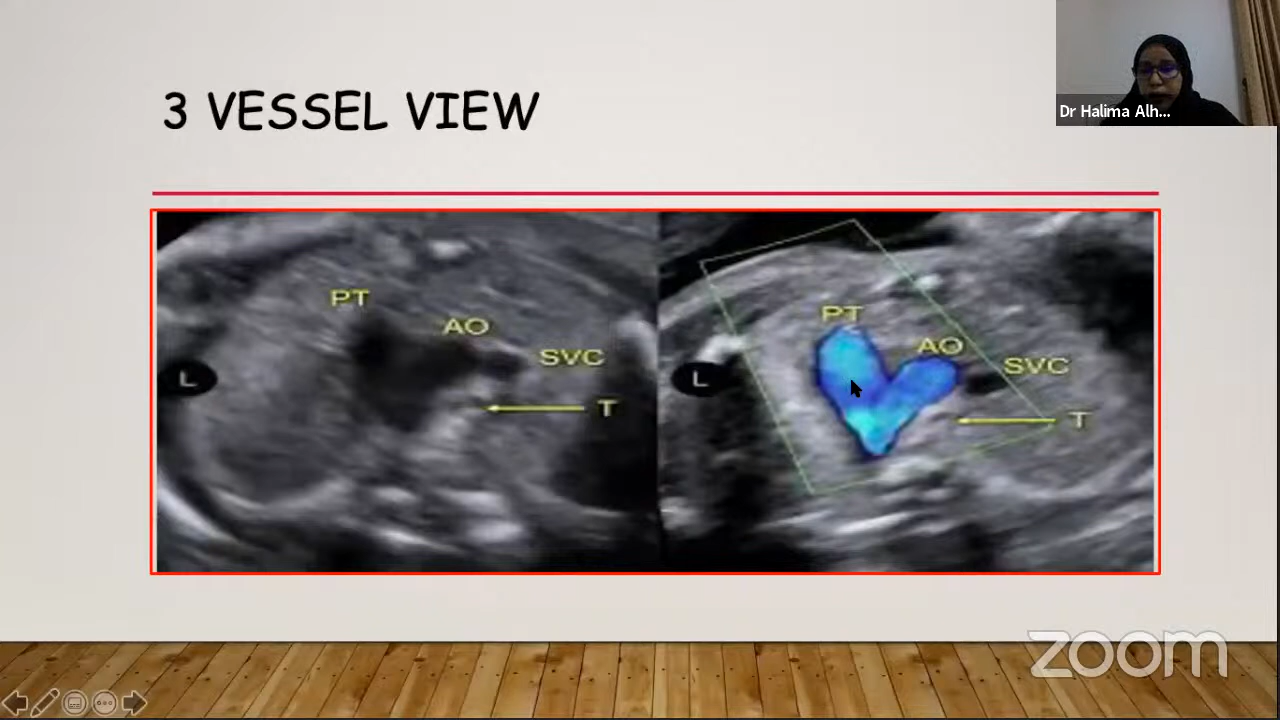 Dr Halima Alh...
3 VESSEL VIEW
PT
AO
SVC
L
T
PT
AO
SVC
L
T
zoom